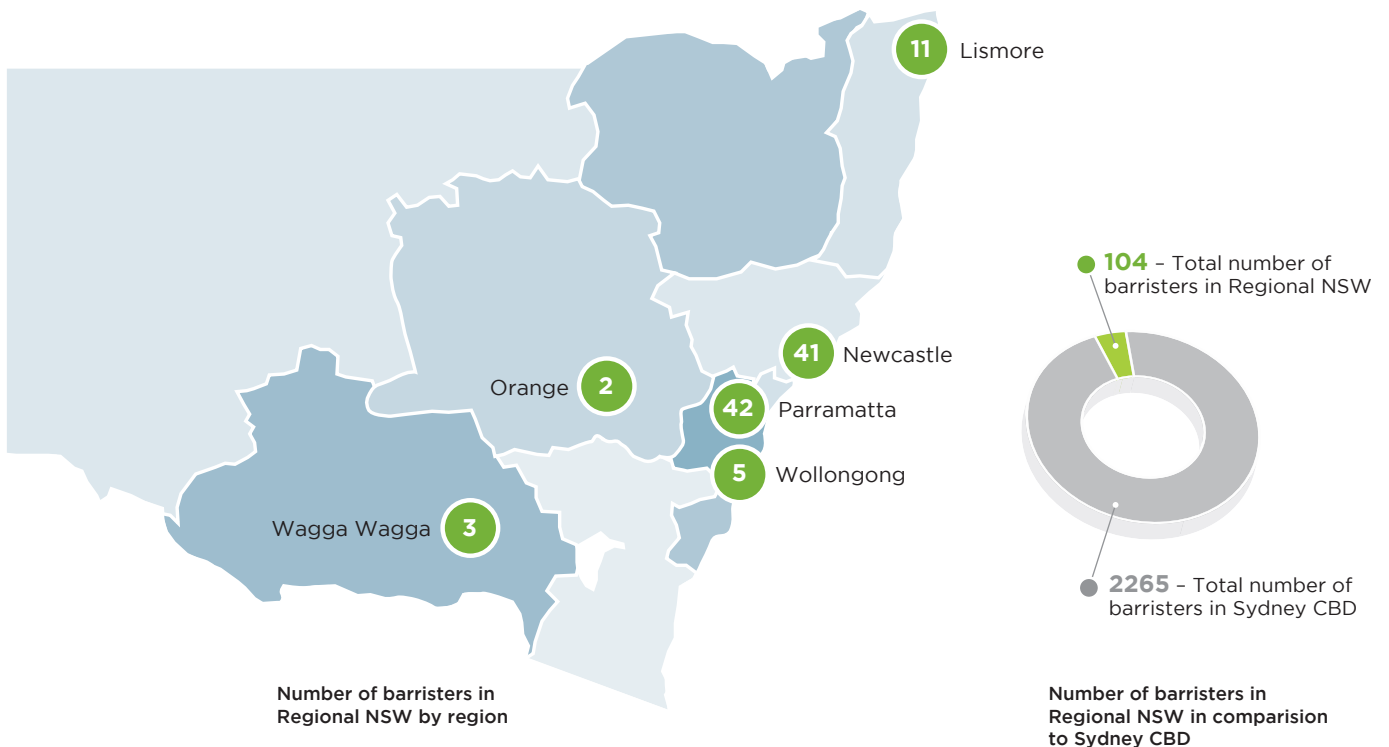 11 Lismore
41 Newcastle
Orange 2
42 Parramatta
5 Wollongong
Wagga Wagga 3
Number of barristers in
Regional NSW by region
104 – Total number of
barristers in Regional NSW
2265 – Total number of
barristers in Sydney CBD
Number of barristers in
Regional NSW in comparision
to Sydney CBD